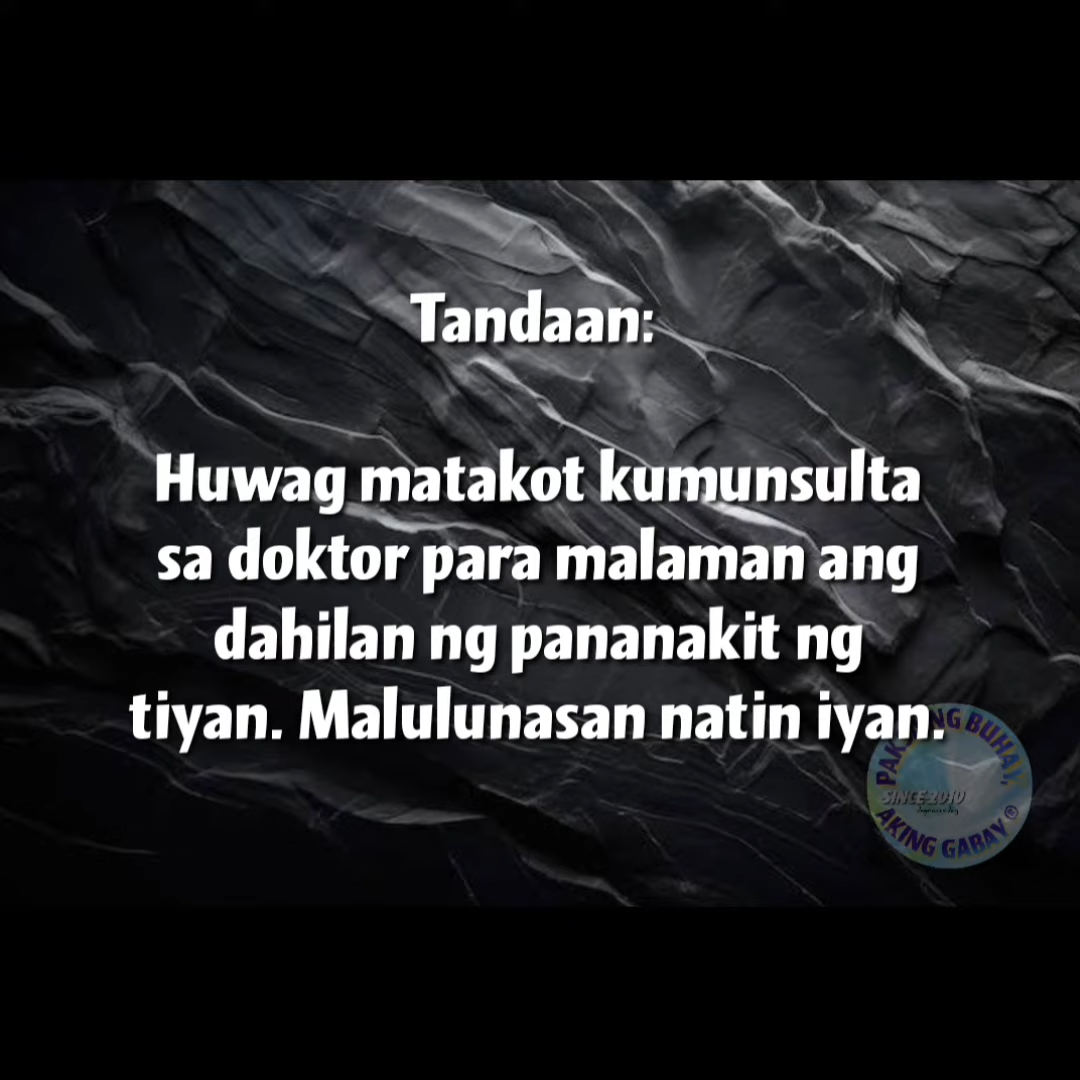 Tandaan:
Huwag matakot kumunsulta
sa doktor para malaman ang
dahilan ng pananakit ng
tiyan. Malulunasan natin iyan.
SINCE 2010
AKING GABAY ®